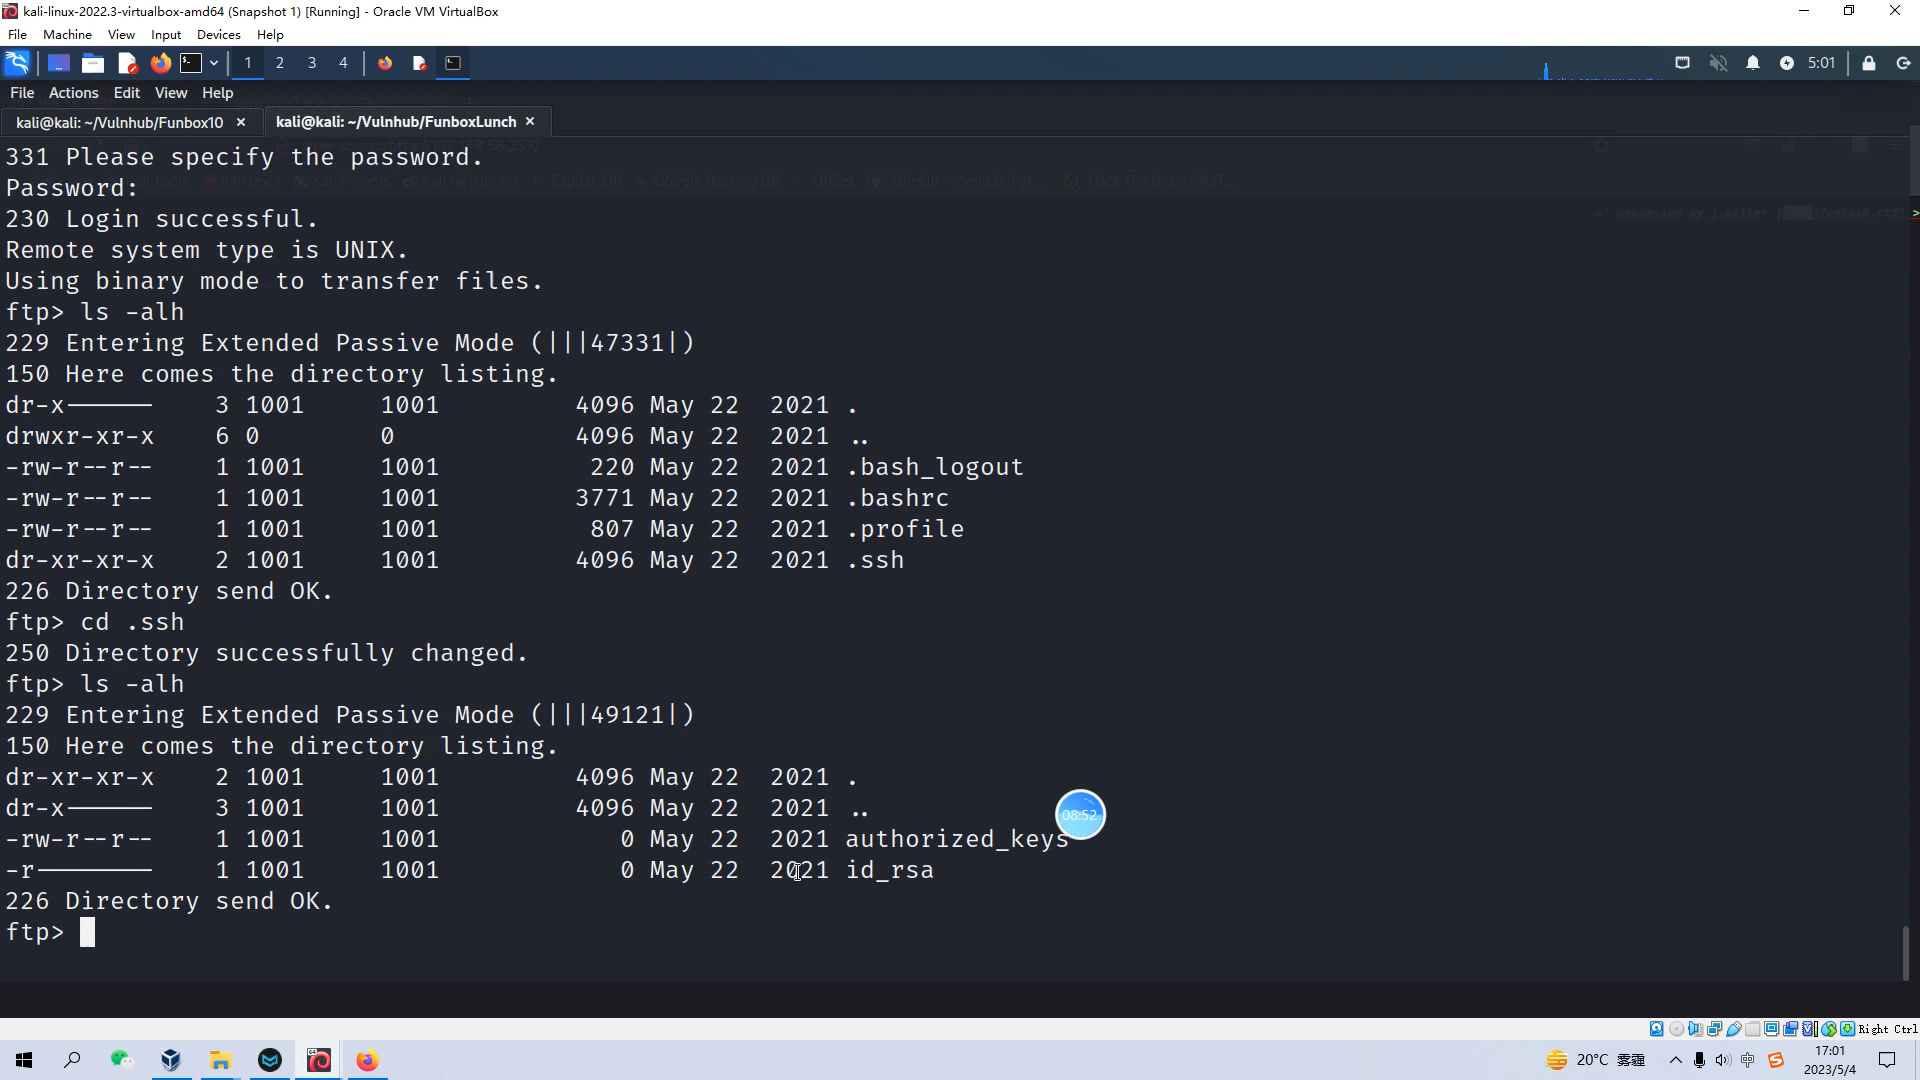 kali-linux-2022.3-virtualbox-amd64 (Snapshot 1) [Running] - Oracle VM VirtualBox
File Machine View Input Devices Help
1 2 3 4 5:01
File Actions Edit View Help
kali@kali: ~/Vulnhub/Funbox10 × kali@kali: ~/Vulnhub/FunboxLunch ×
331 Please specify the password.
Password:
230 Login successful.
Remote system type is UNIX.
Using binary mode to transfer files.
ftp> ls -alh
229 Entering Extended Passive Mode (|||47331|)
150 Here comes the directory listing.
dr-x------ 3 1001 1001 4096 May 22 2021 .
drwxr-xr-x 6 0 0 4096 May 22 2021 ..
-rw-r--r-- 1 1001 1001 220 May 22 2021 .bash_logout
-rw-r--r-- 1 1001 1001 3771 May 22 2021 .bashrc
-rw-r--r-- 1 1001 1001 807 May 22 2021 .profile
dr-xr-xr-x 2 1001 1001 4096 May 22 2021 .ssh
226 Directory send OK.
ftp> cd .ssh
250 Directory successfully changed.
ftp> ls -alh
229 Entering Extended Passive Mode (|||49121|)
150 Here comes the directory listing.
dr-xr-xr-x 2 1001 1001 4096 May 22 2021 .
dr-x------ 3 1001 1001 4096 May 22 2021 ..
08:52
-rw-r--r-- 1 1001 1001 0 May 22 2021 authorized_keys
-r-------- 1 1001 1001 0 May 22 2021 id_rsa
226 Directory send OK.
ftp>
Right Ctrl
20°C 雾霾 中 17:01
2023/5/4